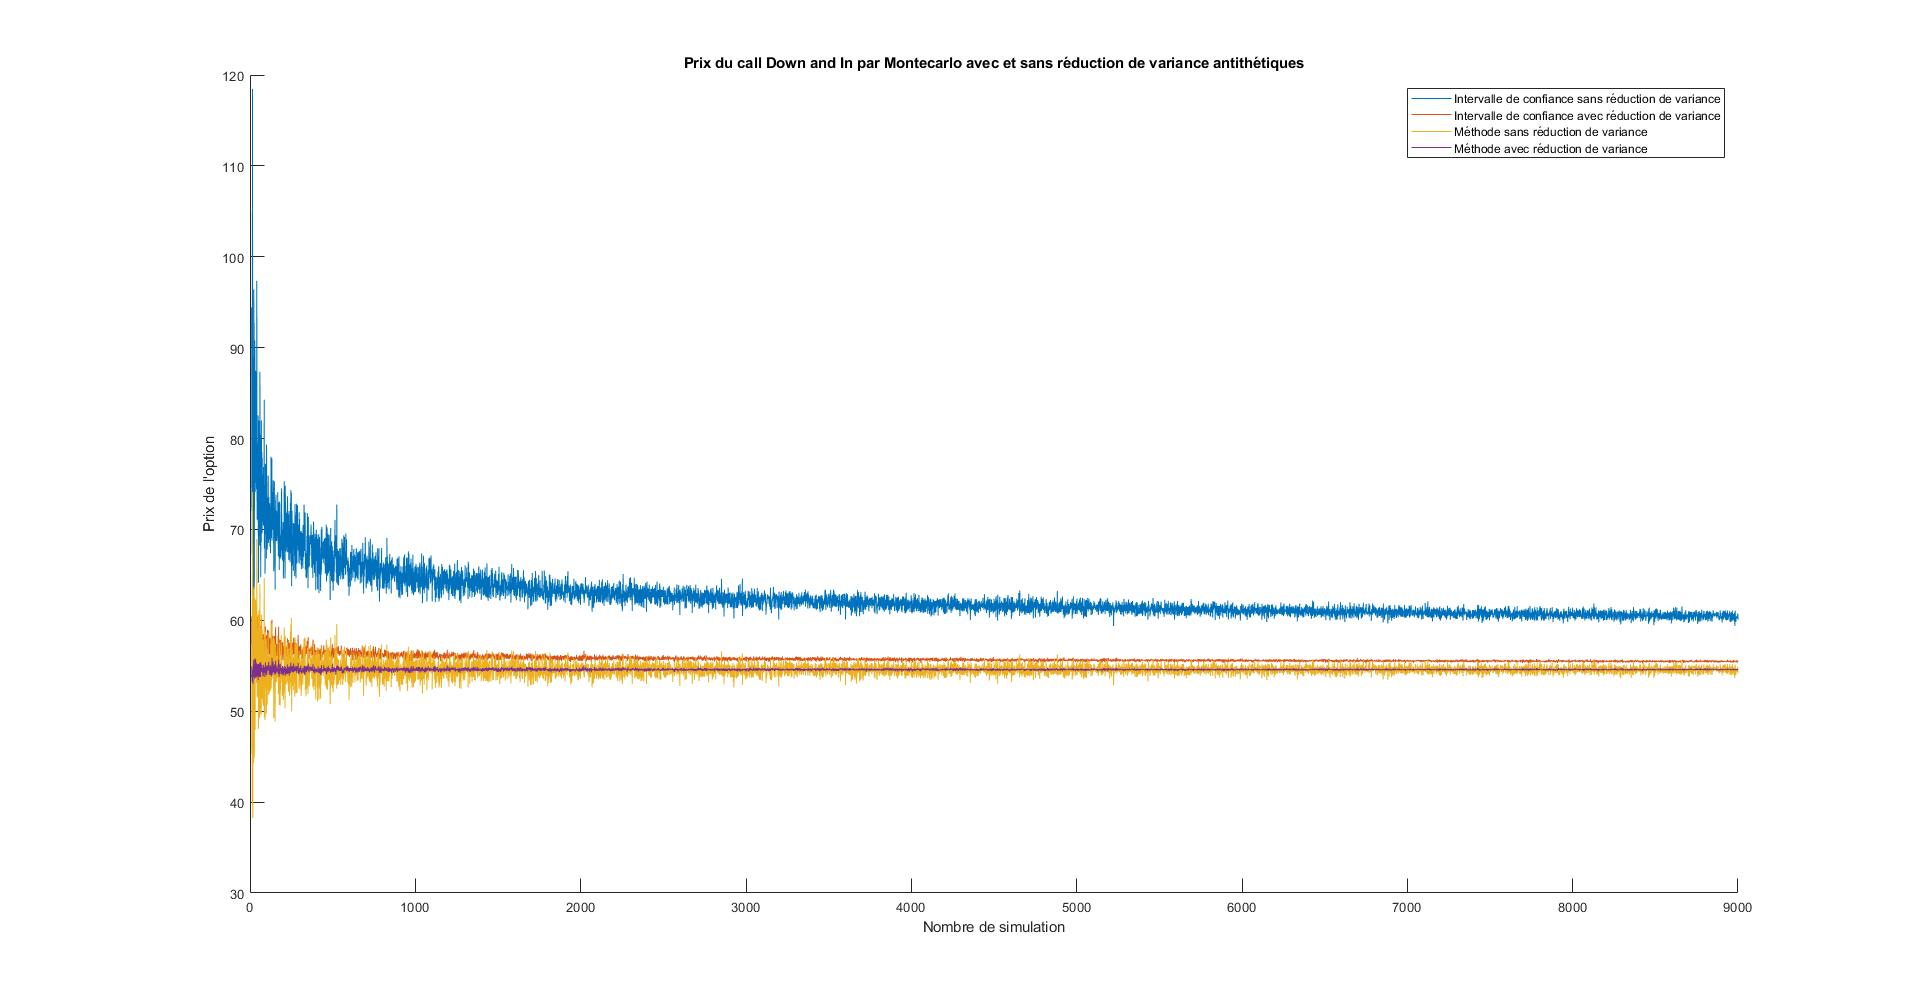 Prix du call Down and In par Montecarlo avec et sans réduction de variance antithétiques
Intervalle de confiance sans réduction de variance
Intervalle de confiance avec réduction de variance
Méthode sans réduction de variance
Méthode avec réduction de variance
Prix de l'option
120
110
100
90
80
70
60
50
40
30
0
1000
2000
3000
4000
5000
6000
7000
8000
9000
Nombre de simulation